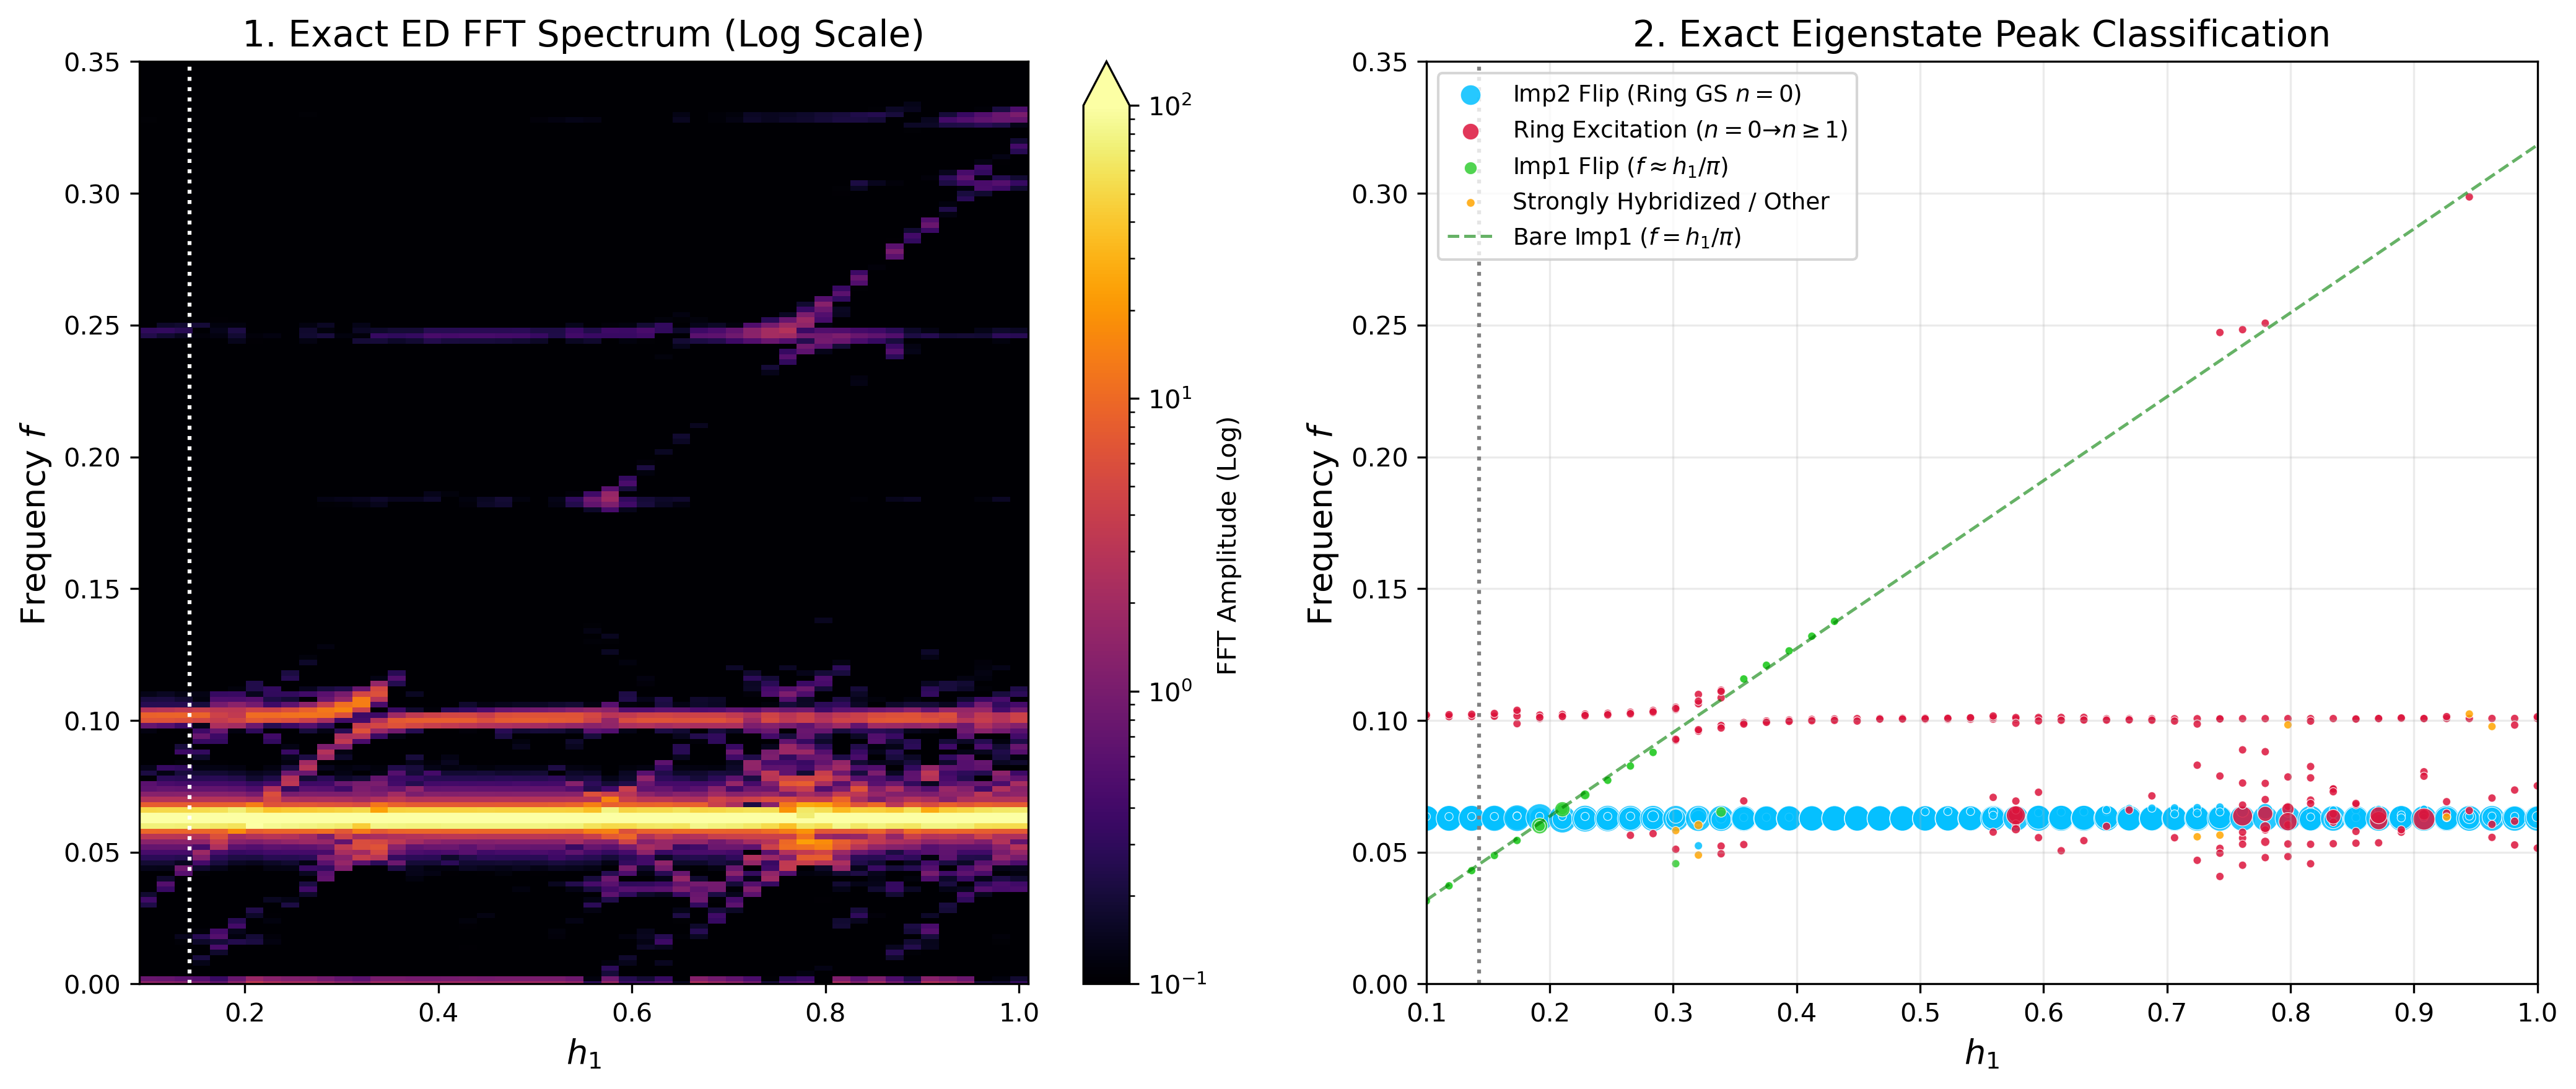 1. Exact ED FFT Spectrum (Log Scale)
0.35
0.30
0.25
0.20
0.15
0.10
0.05
0.00
Frequency f
0.2
0.4
0.6
0.8
1.0
h₁
10²
10¹
10⁰
10⁻¹
FFT Amplitude (Log)
2. Exact Eigenstate Peak Classification
Imp2 Flip (Ring GS n = 0)
Ring Excitation (n = 0→n ≥ 1)
Imp1 Flip (f ≈ h₁/π)
Strongly Hybridized / Other
Bare Imp1 (f = h₁/π)
0.35
0.30
0.25
0.20
0.15
0.10
0.05
0.00
Frequency f
0.1
0.2
0.3
0.4
0.5
0.6
0.7
0.8
0.9
1.0
h₁